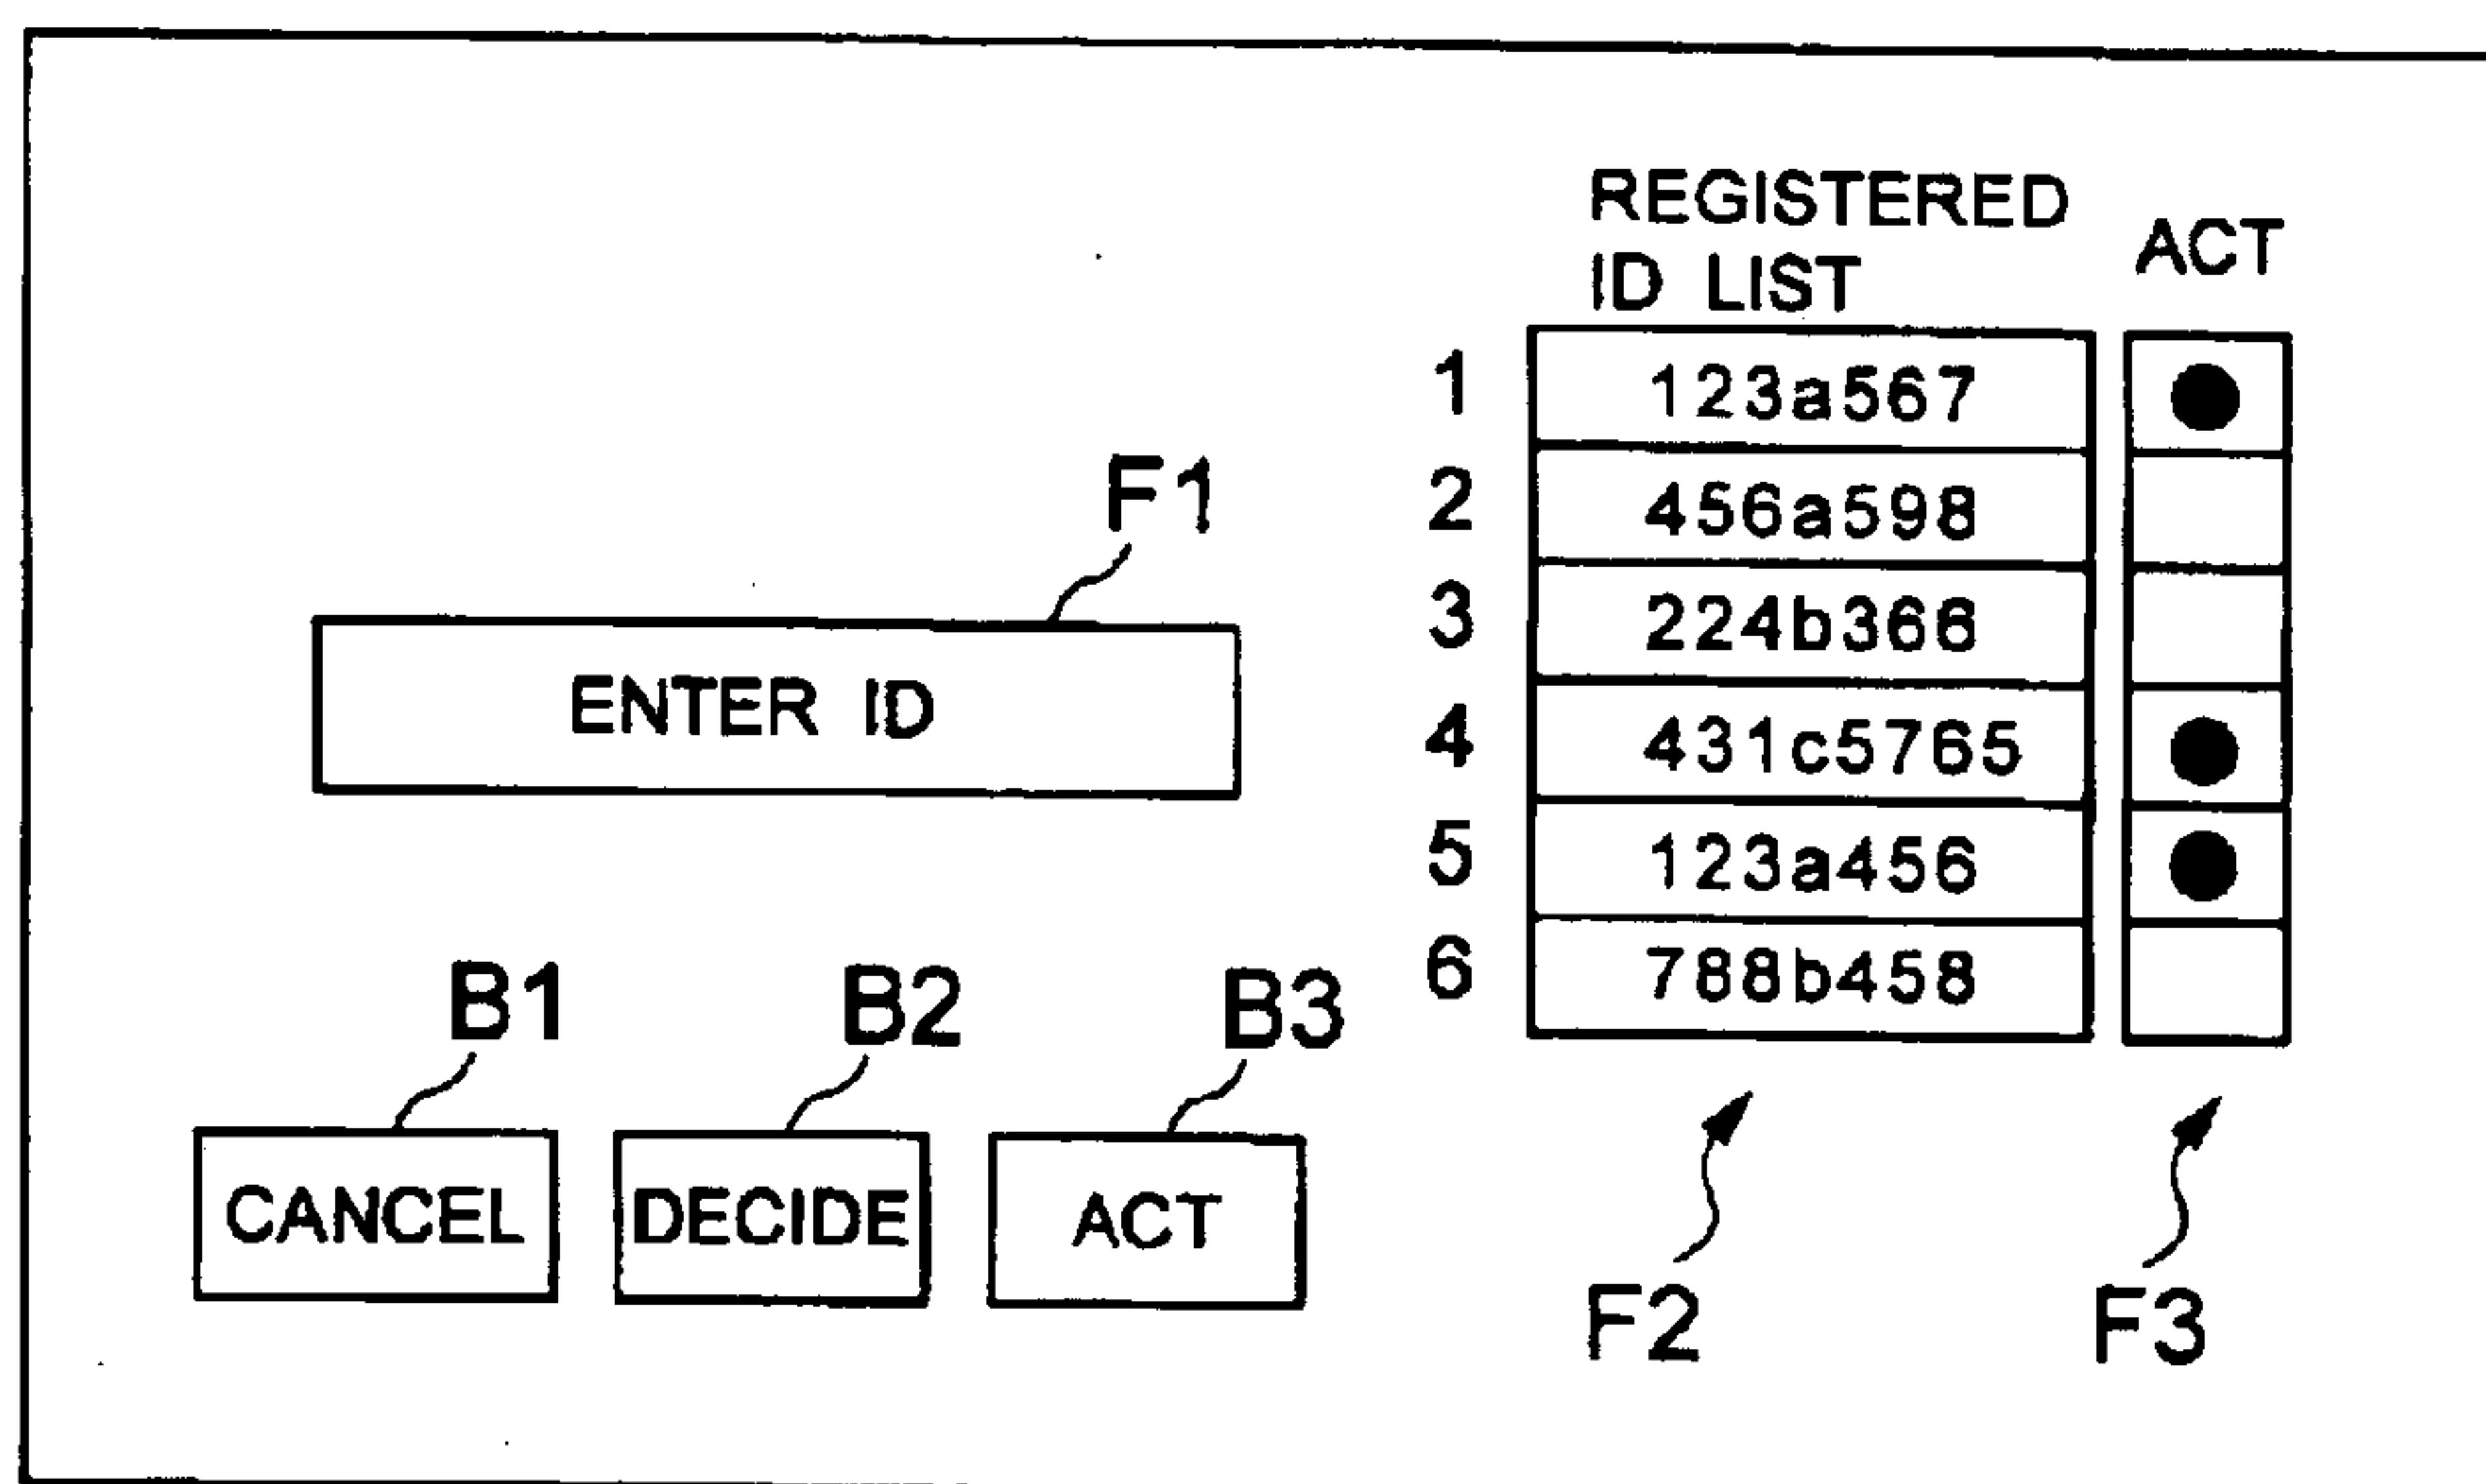 REGISTERED
ID LIST
ACT
1 123a567
2 456a598
3 224b366
4 431c5765
5 123a456
6 788b458
F1
ENTER ID
B1 B2 B3
CANCEL DECIDE ACT
F2 F3